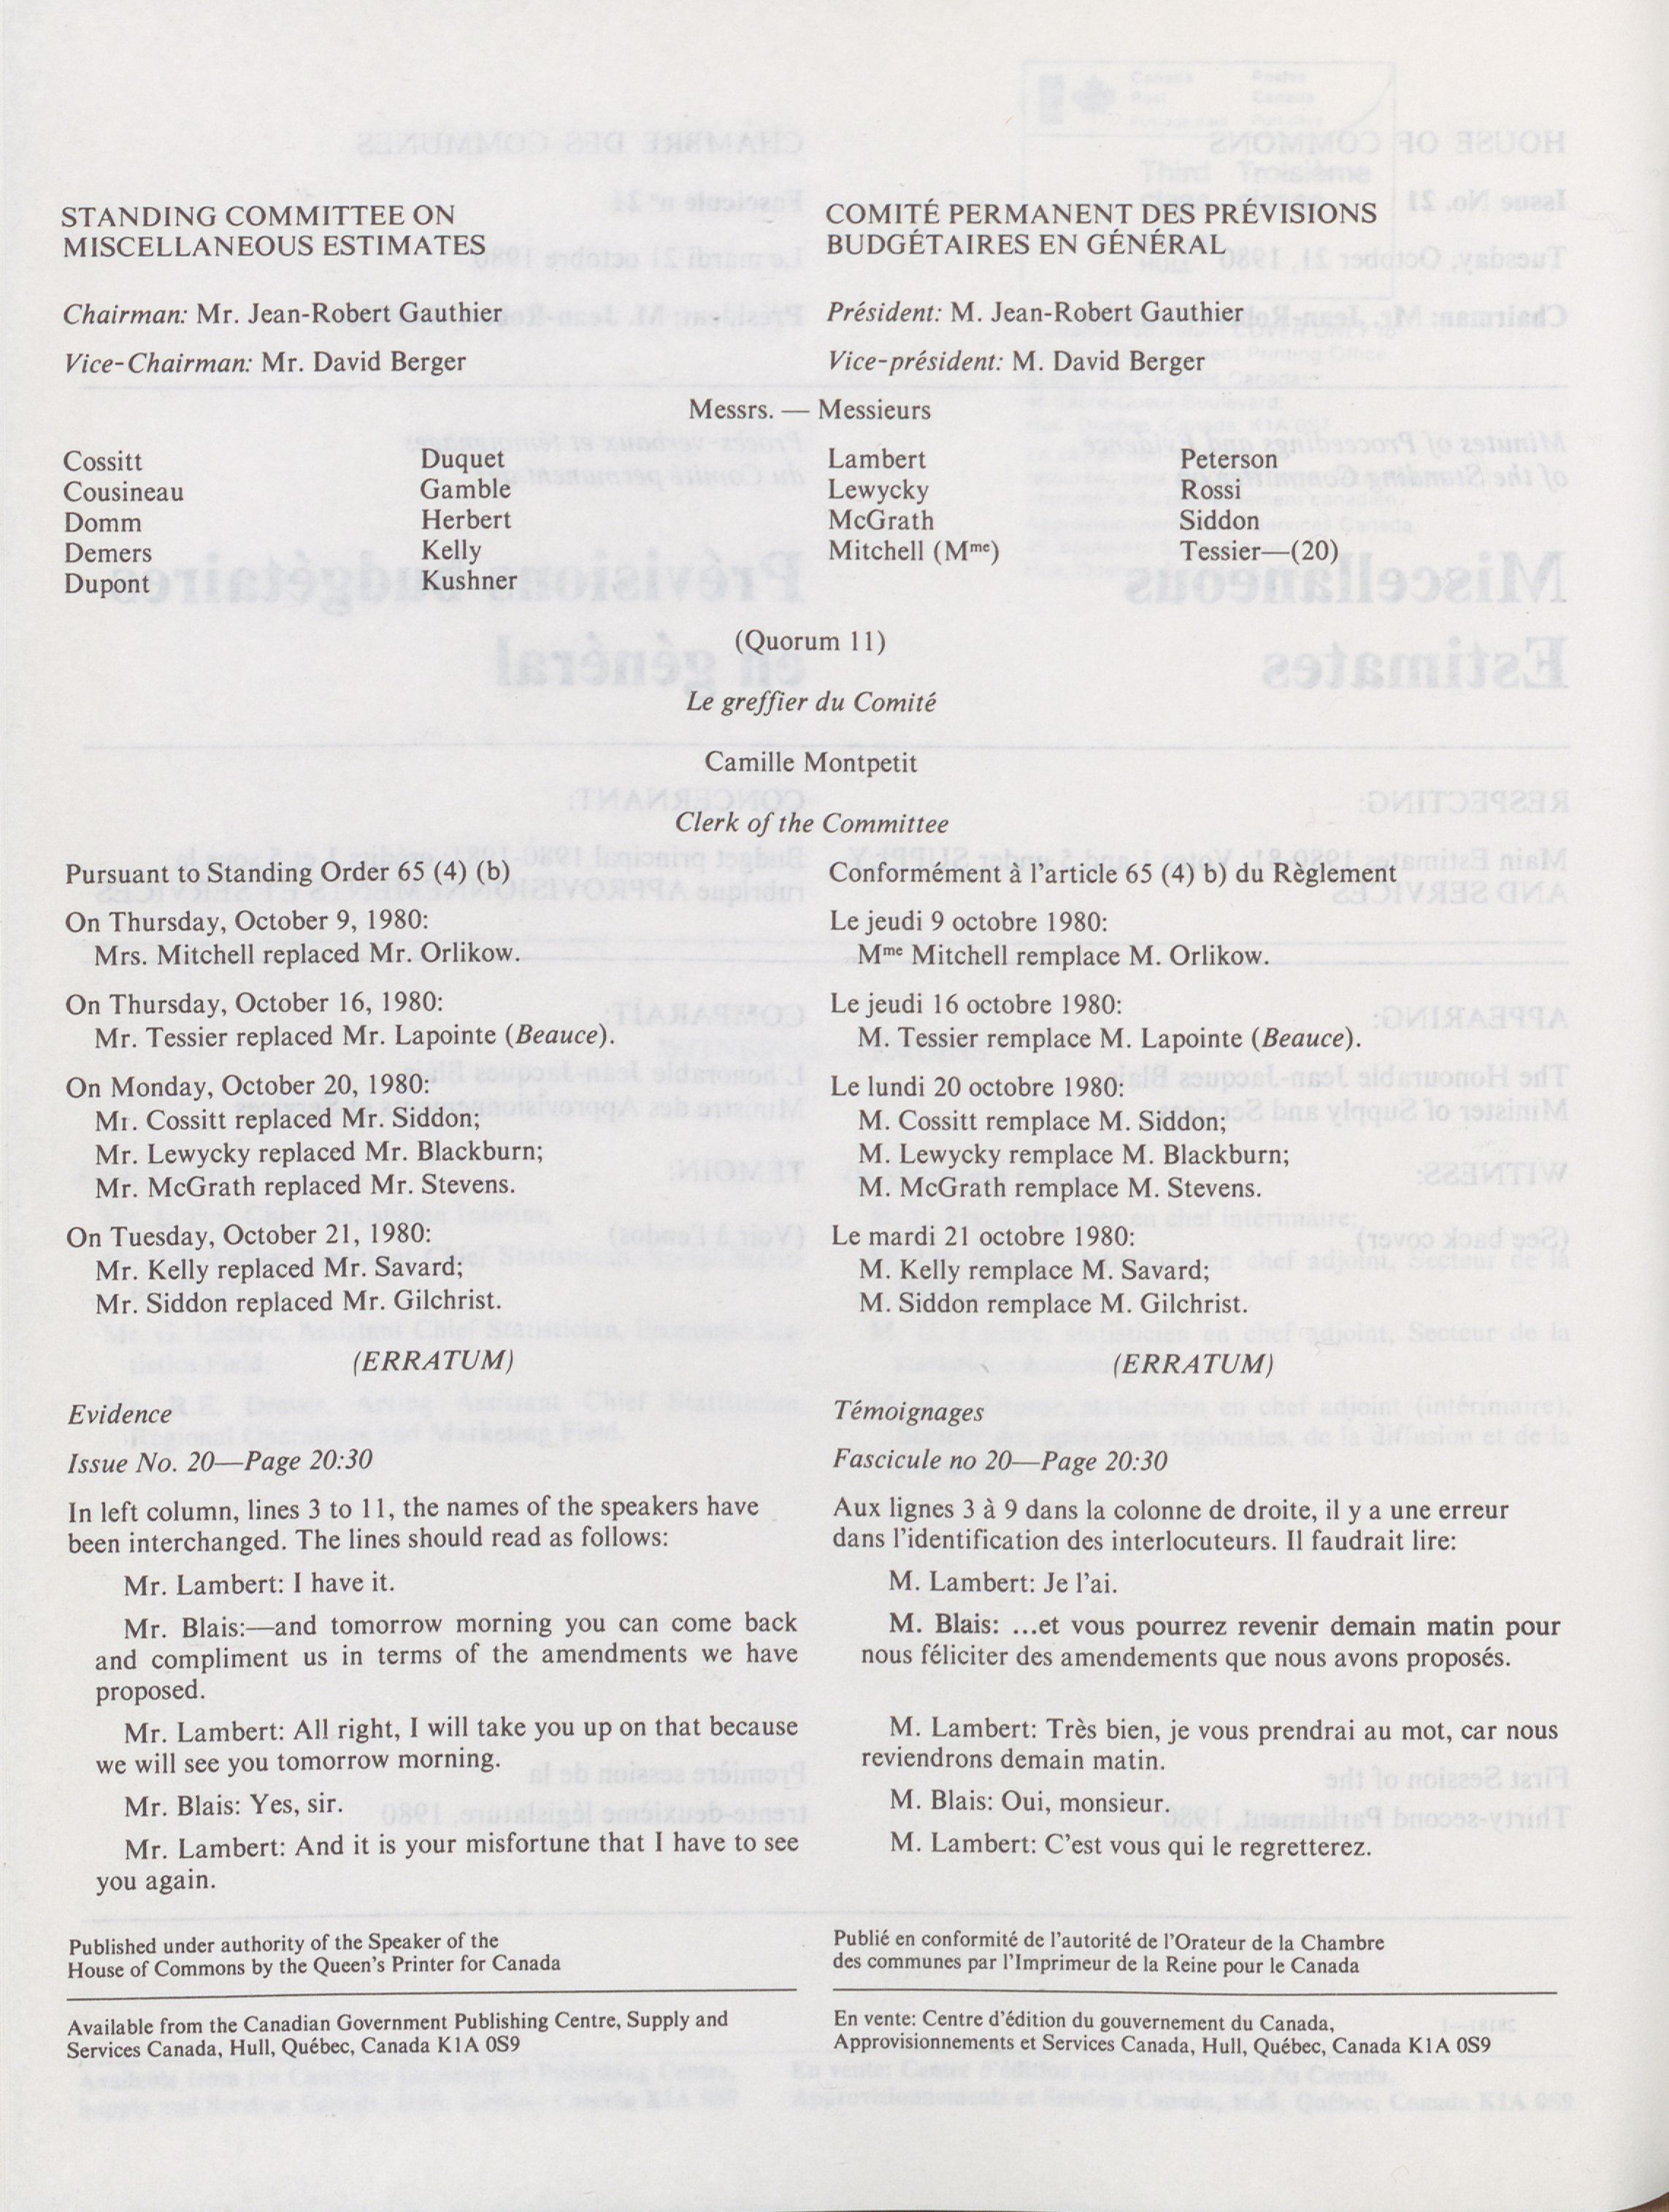 STANDING COMMITTEE ON
MISCELLANEOUS ESTIMATES
Chairman: Mr. Jean-Robert Gauthier
Vice-Chairman: Mr. David Berger
COMITÉ PERMANENT DES PRÉVISIONS
BUDGÉTAIRES EN GÉNÉRAL
Président: M. Jean-Robert Gauthier
Vice-président: M. David Berger
Messrs. — Messieurs
Cossitt
Cousineau
Domm
Demers
Dupont
Duquet
Gamble
Herbert
Kelly
Kushner
Lambert
Lewycky
McGrath
Mitchell (Mme)
Peterson
Rossi
Siddon
Tessier—(20)
(Quorum 11)
Le greffier du Comité
Camille Montpetit
Clerk of the Committee
Pursuant to Standing Order 65 (4) (b)
On Thursday, October 9, 1980:
Mrs. Mitchell replaced Mr. Orlikow.
On Thursday, October 16, 1980:
Mr. Tessier replaced Mr. Lapointe (Beauce).
On Monday, October 20, 1980:
Mr. Cossitt replaced Mr. Siddon;
Mr. Lewycky replaced Mr. Blackburn;
Mr. McGrath replaced Mr. Stevens.
On Tuesday, October 21, 1980:
Mr. Kelly replaced Mr. Savard;
Mr. Siddon replaced Mr. Gilchrist.
(ERRATUM)
Evidence
Issue No. 20—Page 20:30
In left column, lines 3 to 11, the names of the speakers have
been interchanged. The lines should read as follows:
Mr. Lambert: I have it.
Mr. Blais:—and tomorrow morning you can come back
and compliment us in terms of the amendments we have
proposed.
Mr. Lambert: All right, I will take you up on that because
we will see you tomorrow morning.
Mr. Blais: Yes, sir.
Mr. Lambert: And it is your misfortune that I have to see
you again.
Conformément à l'article 65 (4) b) du Règlement
Le jeudi 9 octobre 1980:
Mme Mitchell remplace M. Orlikow.
Le jeudi 16 octobre 1980:
M. Tessier remplace M. Lapointe (Beauce).
Le lundi 20 octobre 1980:
M. Cossitt remplace M. Siddon;
M. Lewycky remplace M. Blackburn;
M. McGrath remplace M. Stevens.
Le mardi 21 octobre 1980:
M. Kelly remplace M. Savard;
M. Siddon remplace M. Gilchrist.
(ERRATUM)
Témoignages
Fascicule no 20—Page 20:30
Aux lignes 3 à 9 dans la colonne de droite, il y a une erreur
dans l'identification des interlocuteurs. Il faudrait lire:
M. Lambert: Je l'ai.
M. Blais: ...et vous pourrez revenir demain matin pour
nous féliciter des amendements que nous avons proposés.
M. Lambert: Très bien, je vous prendrai au mot, car nous
reviendrons demain matin.
M. Blais: Oui, monsieur.
M. Lambert: C'est vous qui le regretterez.
Published under authority of the Speaker of the
House of Commons by the Queen's Printer for Canada
Available from the Canadian Government Publishing Centre, Supply and
Services Canada, Hull, Québec, Canada K1A 0S9
Publié en conformité de l'autorité de l'Orateur de la Chambre
des communes par l'Imprimeur de la Reine pour le Canada
En vente: Centre d'édition du gouvernement du Canada,
Approvisionnements et Services Canada, Hull, Québec, Canada K1A 0S9